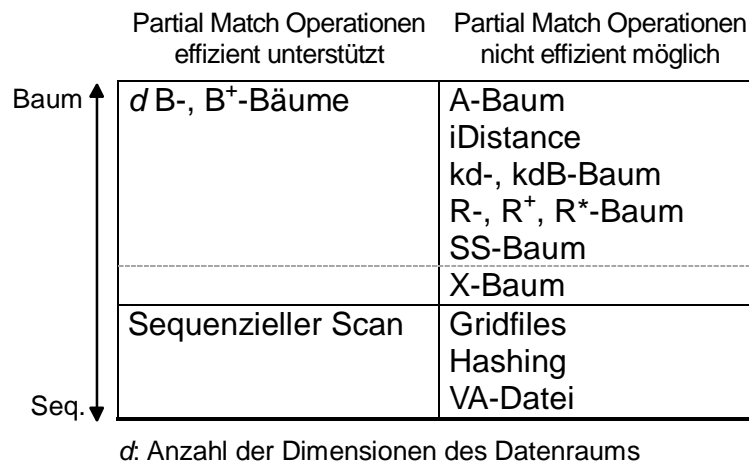 Partial Match Operationen effizient unterstützt
Partial Match Operationen nicht effizient möglich
Baum
d B-, B⁺-Bäume
A-Baum
iDistance
kd-, kdB-Baum
R-, R⁺, R*-Baum
SS-Baum
X-Baum
Sequenzieller Scan
Gridfiles
Hashing
VA-Datei
Seq.
d: Anzahl der Dimensionen des Datenraums